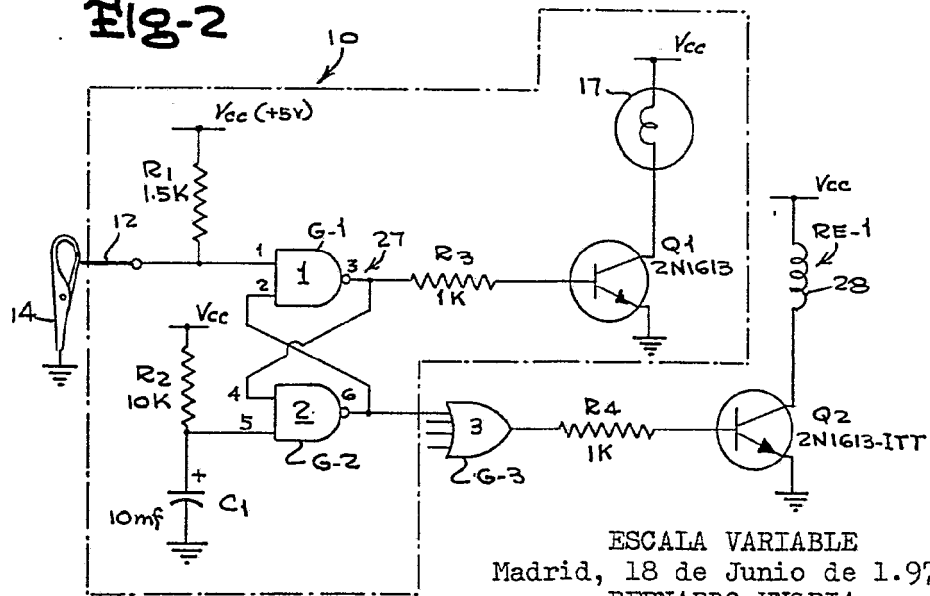 Fig-2
10
Vcc
17
Vcc (+5v)
R1
1.5K
12
G-1
27
1
1
3
2
R3
1K
Q1
2N1613
Vcc
RE-1
28
14
Vcc
R2
10K
4
2
6
5
G-2
3
G-3
R4
1K
Q2
2N1613-ITT
+
C1
10mf
ESCALA VARIABLE
Madrid, 18 de Junio de 1.97